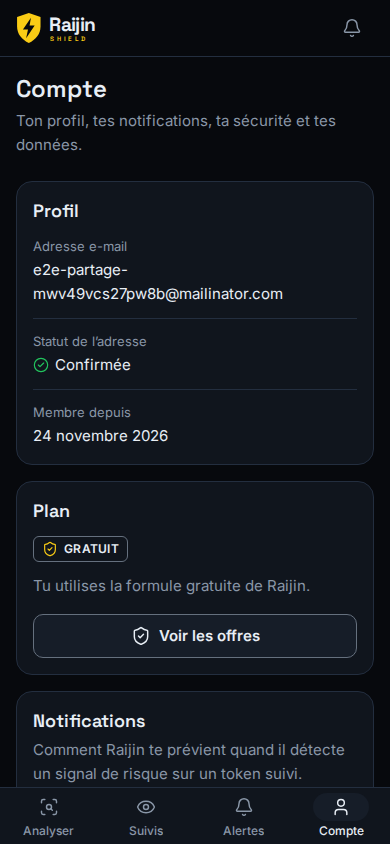 Raijin
SHIELD
Compte
Ton profil, tes notifications, ta sécurité et tes
données.
Profil
Adresse e-mail
e2e-partage-
mwv49vcs27pw8b@mailinator.com
Statut de l'adresse
Confirmée
Membre depuis
24 novembre 2026
Plan
GRATUIT
Tu utilises la formule gratuite de Raijin.
Voir les offres
Notifications
Comment Raijin te prévient quand il détecte
un signal de risque sur un token suivi.
Analyser
Suivis
Alertes
Compte